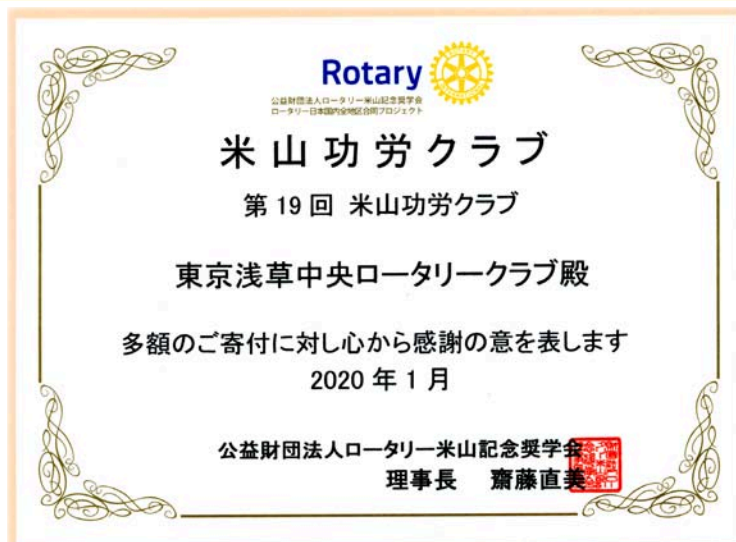 Rotary
公益財団法人ロータリー米山記念奨学会
ロータリー日本国内全地区合同プロジェクト
米山功労クラブ
第 19 回 米山功労クラブ
東京浅草中央ロータリークラブ殿
多額のご寄付に対し心から感謝の意を表します
2020 年 1 月
公益財団法人ロータリー米山記念奨学会
理事長 齋藤直美